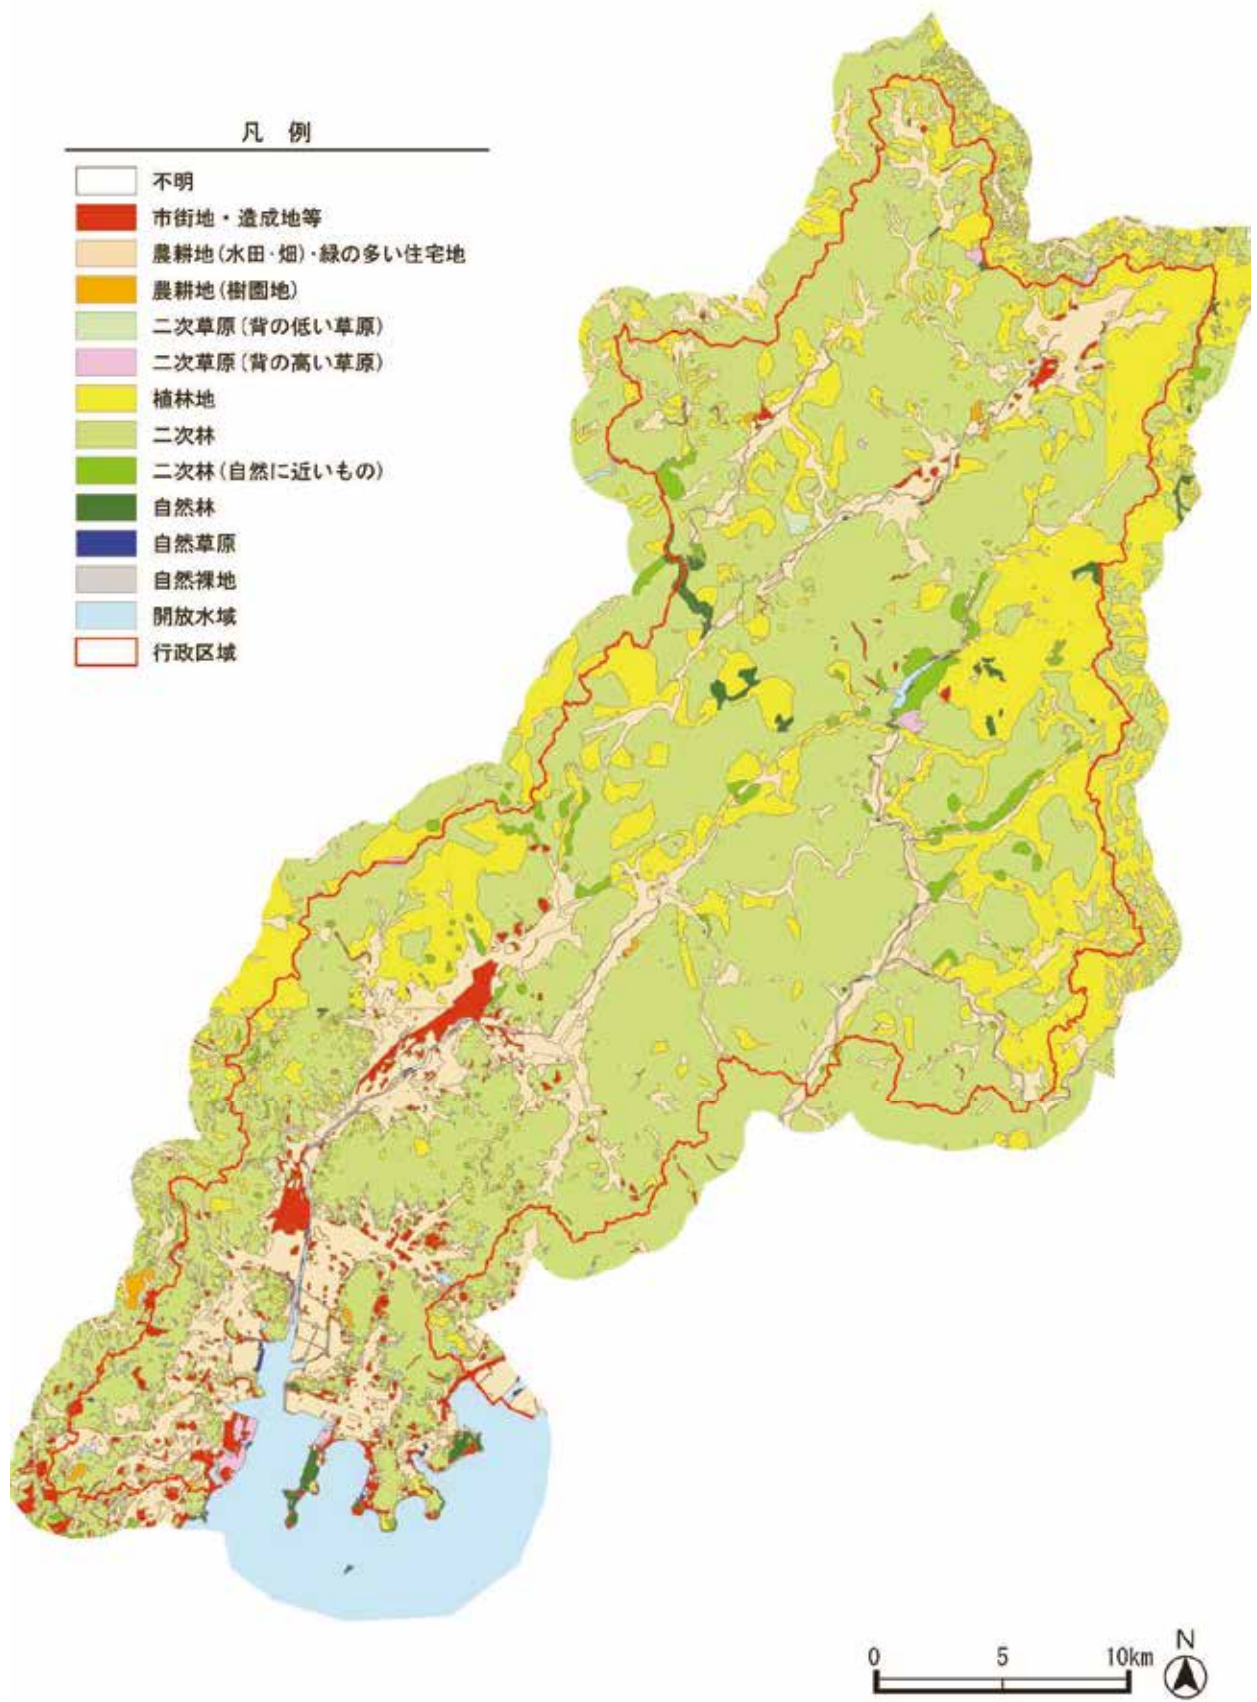 凡 例
不明
市街地・造成地等
農耕地(水田・畑)・緑の多い住宅地
農耕地(樹園地)
二次草原(背の低い草原)
二次草原(背の高い草原)
植林地
二次林
二次林(自然に近いもの)
自然林
自然草原
自然裸地
開放水域
行政区域
0 5 10km N